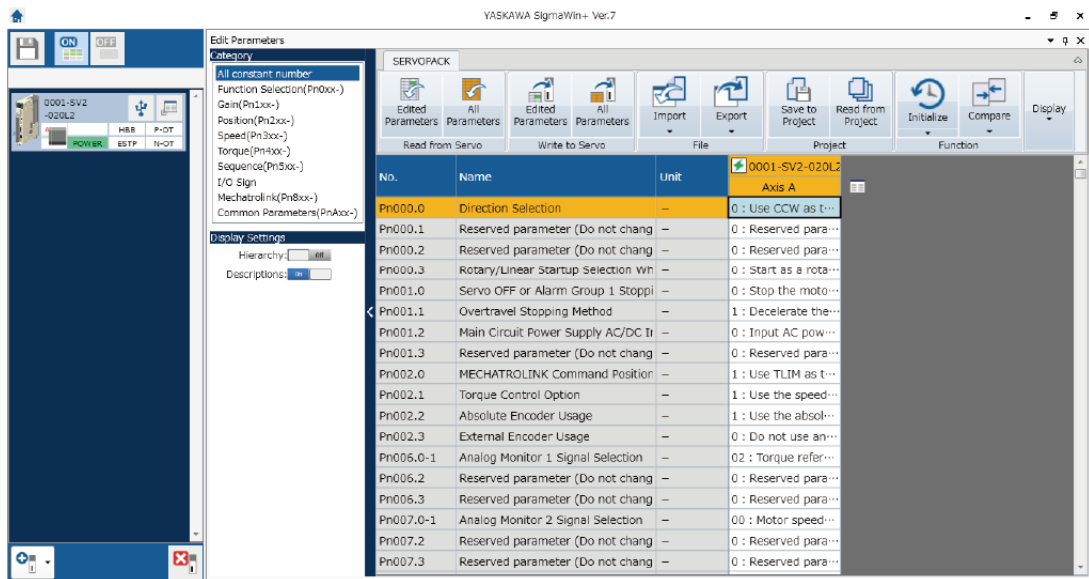 YASKAWA SigmaWin+ Ver.7
ON
OFF
0001-SV2
-020L2
HBB
P-OT
POWER
ESTP
N-OT
Edit Parameters
Category
All constant number
Function Selection(Pn0xx-)
Gain(Pn1xx-)
Position(Pn2xx-)
Speed(Pn3xx-)
Torque(Pn4xx-)
Sequence(Pn5xx-)
I/O Sign
Mechatrolink(Pn8xx-)
Common Parameters(PnAxx-)
Display Settings
Hierarchy: Off
Descriptions: ON
SERVOPACK
Edited Parameters
All Parameters
Read from Servo
Edited Parameters
All Parameters
Write to Servo
Import
Export
File
Save to Project
Read from Project
Project
Initialize
Compare
Function
Display
No. Name Unit 0001-SV2-020L2
Axis A
Pn000.0 Direction Selection – 0 : Use CCW as t···
Pn000.1 Reserved parameter (Do not chang – 0 : Reserved para···
Pn000.2 Reserved parameter (Do not chang – 0 : Reserved para···
Pn000.3 Rotary/Linear Startup Selection Wh – 0 : Start as a rota···
Pn001.0 Servo OFF or Alarm Group 1 Stoppi – 0 : Stop the moto···
Pn001.1 Overtravel Stopping Method – 1 : Decelerate the···
Pn001.2 Main Circuit Power Supply AC/DC Ir – 0 : Input AC pow···
Pn001.3 Reserved parameter (Do not chang – 0 : Reserved para···
Pn002.0 MECHATROLINK Command Position – 1 : Use TLIM as t···
Pn002.1 Torque Control Option – 1 : Use the speed···
Pn002.2 Absolute Encoder Usage – 1 : Use the absol···
Pn002.3 External Encoder Usage – 0 : Do not use an···
Pn006.0-1 Analog Monitor 1 Signal Selection – 02 : Torque refer···
Pn006.2 Reserved parameter (Do not chang – 0 : Reserved para···
Pn006.3 Reserved parameter (Do not chang – 0 : Reserved para···
Pn007.0-1 Analog Monitor 2 Signal Selection – 00 : Motor speed···
Pn007.2 Reserved parameter (Do not chang – 0 : Reserved para···
Pn007.3 Reserved parameter (Do not chang – 0 : Reserved para···